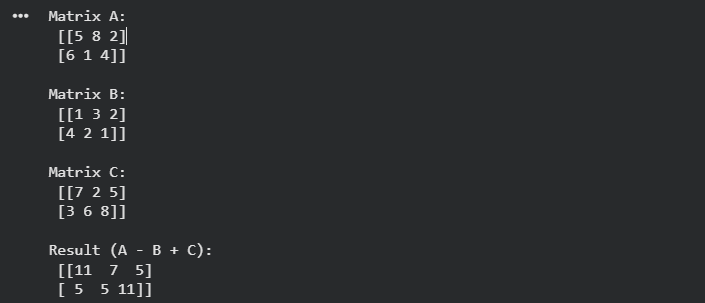 Matrix A:
[[5 8 2]
[6 1 4]]
Matrix B:
[[1 3 2]
[4 2 1]]
Matrix C:
[[7 2 5]
[3 6 8]]
Result (A - B + C):
[[11  7  5]
[ 5  5 11]]